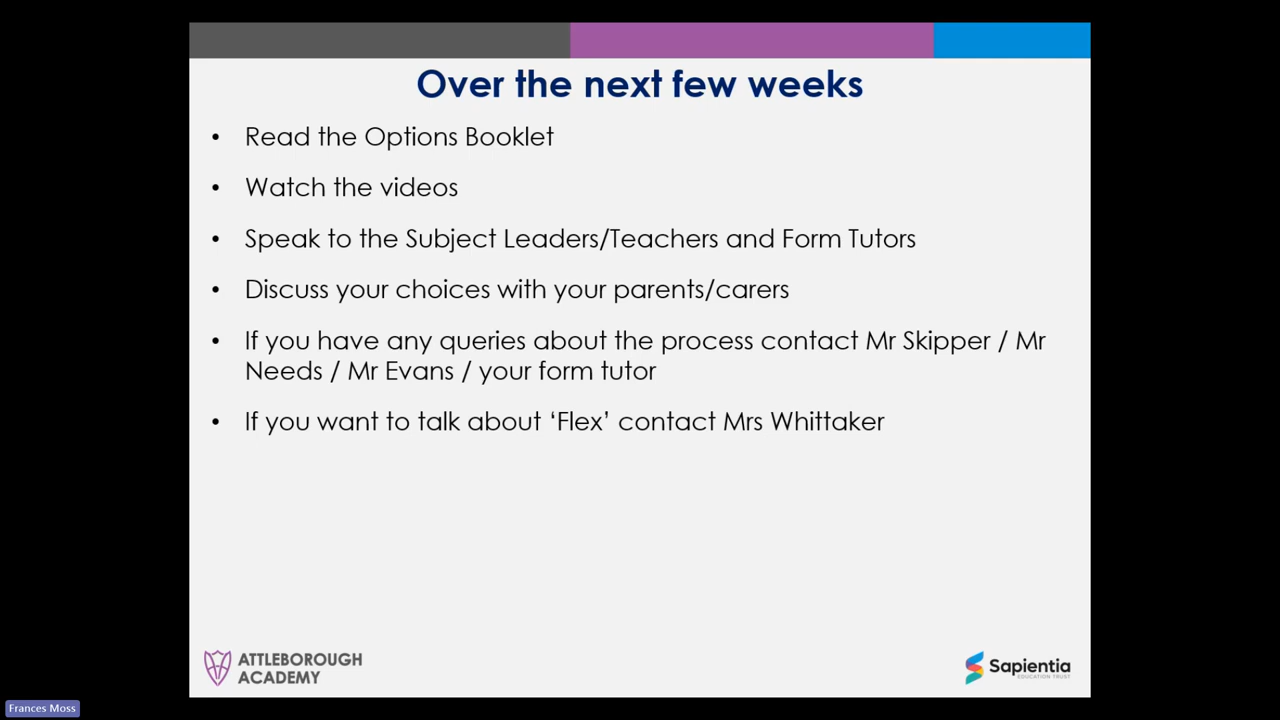 Over the next few weeks
• Read the Options Booklet
• Watch the videos
• Speak to the Subject Leaders/Teachers and Form Tutors
• Discuss your choices with your parents/carers
• If you have any queries about the process contact Mr Skipper / Mr
Needs / Mr Evans / your form tutor
• If you want to talk about ‘Flex’ contact Mrs Whittaker
ATTLEBOROUGH
ACADEMY
Sapientia
EDUCATION TRUST
Frances Moss